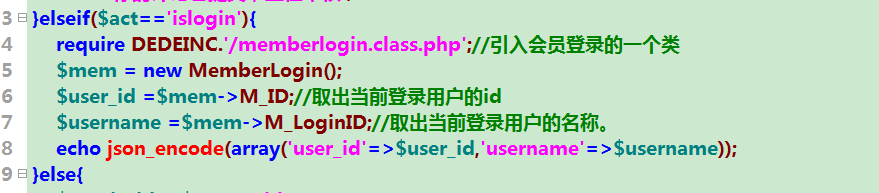 3 }elseif($act=='islogin'){
4 require DEDEINC.'/memberlogin.class.php';//引入会员登录的一个类
5 $mem = new MemberLogin();
6 $user_id =$mem->M_ID;//取出当前登录用户的id
7 $username =$mem->M_LoginID;//取出当前登录用户的名称。
8 echo json_encode(array('user_id'=>$user_id,'username'=>$username));
9 }else{